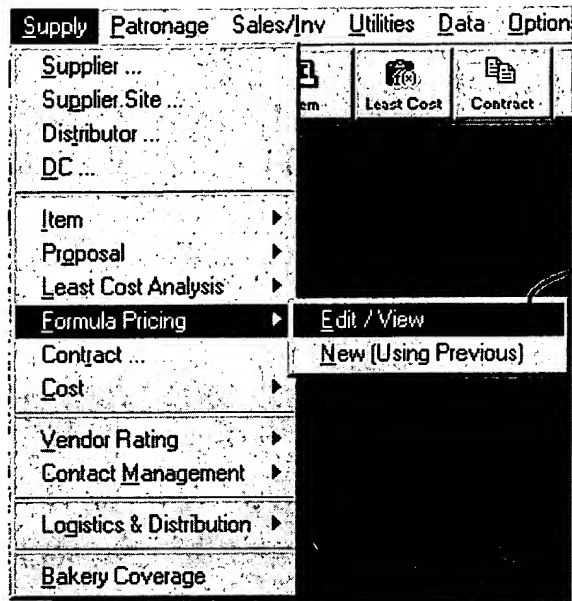 Supply Patronage Sales/Inv Utilities Data Option
Supplier ...
Supplier Site ...
Distributor ...
DC ...
em Least Cost Contract
f(x)
Item
Proposal
Least Cost Analysis
Formula Pricing
Edit / View
New (Using Previous)
Contract ...
Cost
Vendor Rating
Contact Management
Logistics & Distribution
Bakery Coverage